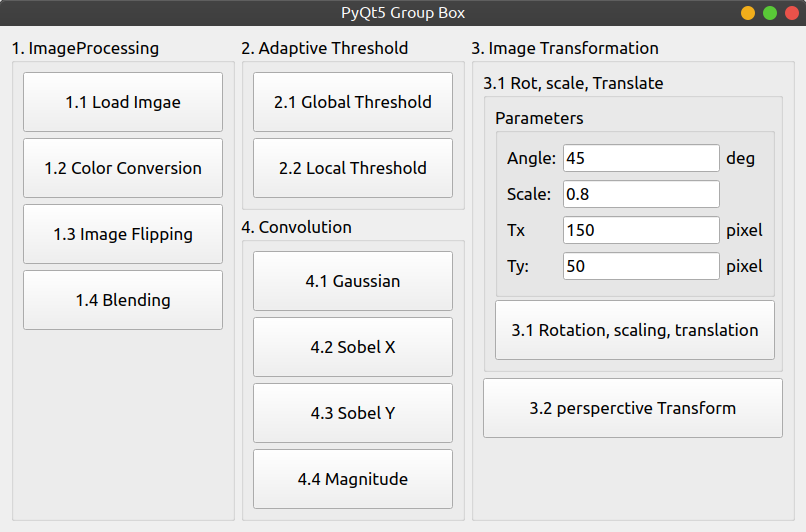 PyQt5 Group Box
1. ImageProcessing
1.1 Load Imgae
1.2 Color Conversion
1.3 Image Flipping
1.4 Blending
2. Adaptive Threshold
2.1 Global Threshold
2.2 Local Threshold
4. Convolution
4.1 Gaussian
4.2 Sobel X
4.3 Sobel Y
4.4 Magnitude
3. Image Transformation
3.1 Rot, scale, Translate
Parameters
Angle: 45 deg
Scale: 0.8
Tx 150 pixel
Ty: 50 pixel
3.1 Rotation, scaling, translation
3.2 persperctive Transform